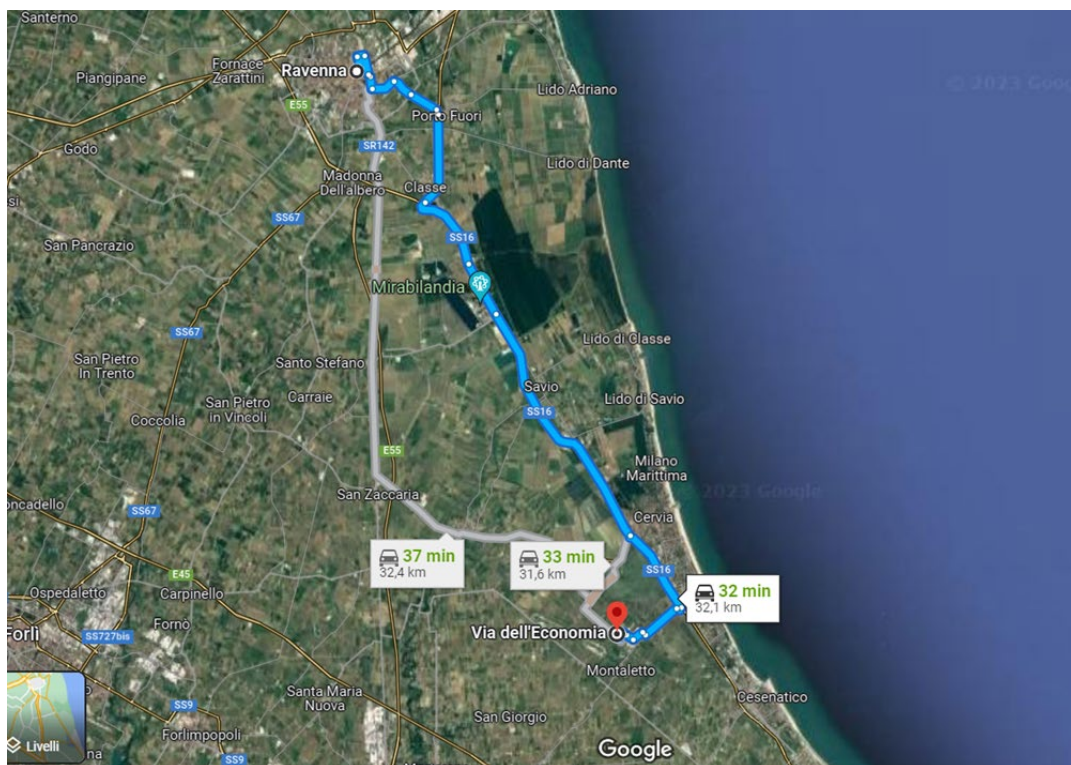 Santerno
Fornace
Zarattini
Piangipane
Ravenna
© 2023 Goog
Lido Adriano
E55
Porto Fuori
Godo
SR142
Lido di Dante
Madonna
Dell'albero
Classe
SS67
SS16
San Pancrazio
Mirabilandia
SS67
Lido di Classe
San Pietro
In Trento
Santo Stefano
Savio
Carraie
San Pietro
in Vincoli
SS16
Lido di Savio
Coccolia
E55
Milano
Marittima
2023 Google
San Zaccaria
oncadello
SS67
Cervia
37 min
32,4 km
33 min
31,6 km
SS16
E45
32 min
32,1 km
Ospedaletto
Carpinello
Fornò
Via dell'Economia
Forlì
SS727bis
Montaletto
Santa Maria
Nuova
Cesenatico
SS9
San Giorgio
Forlimpopoli
Livelli
na
SS9
Google